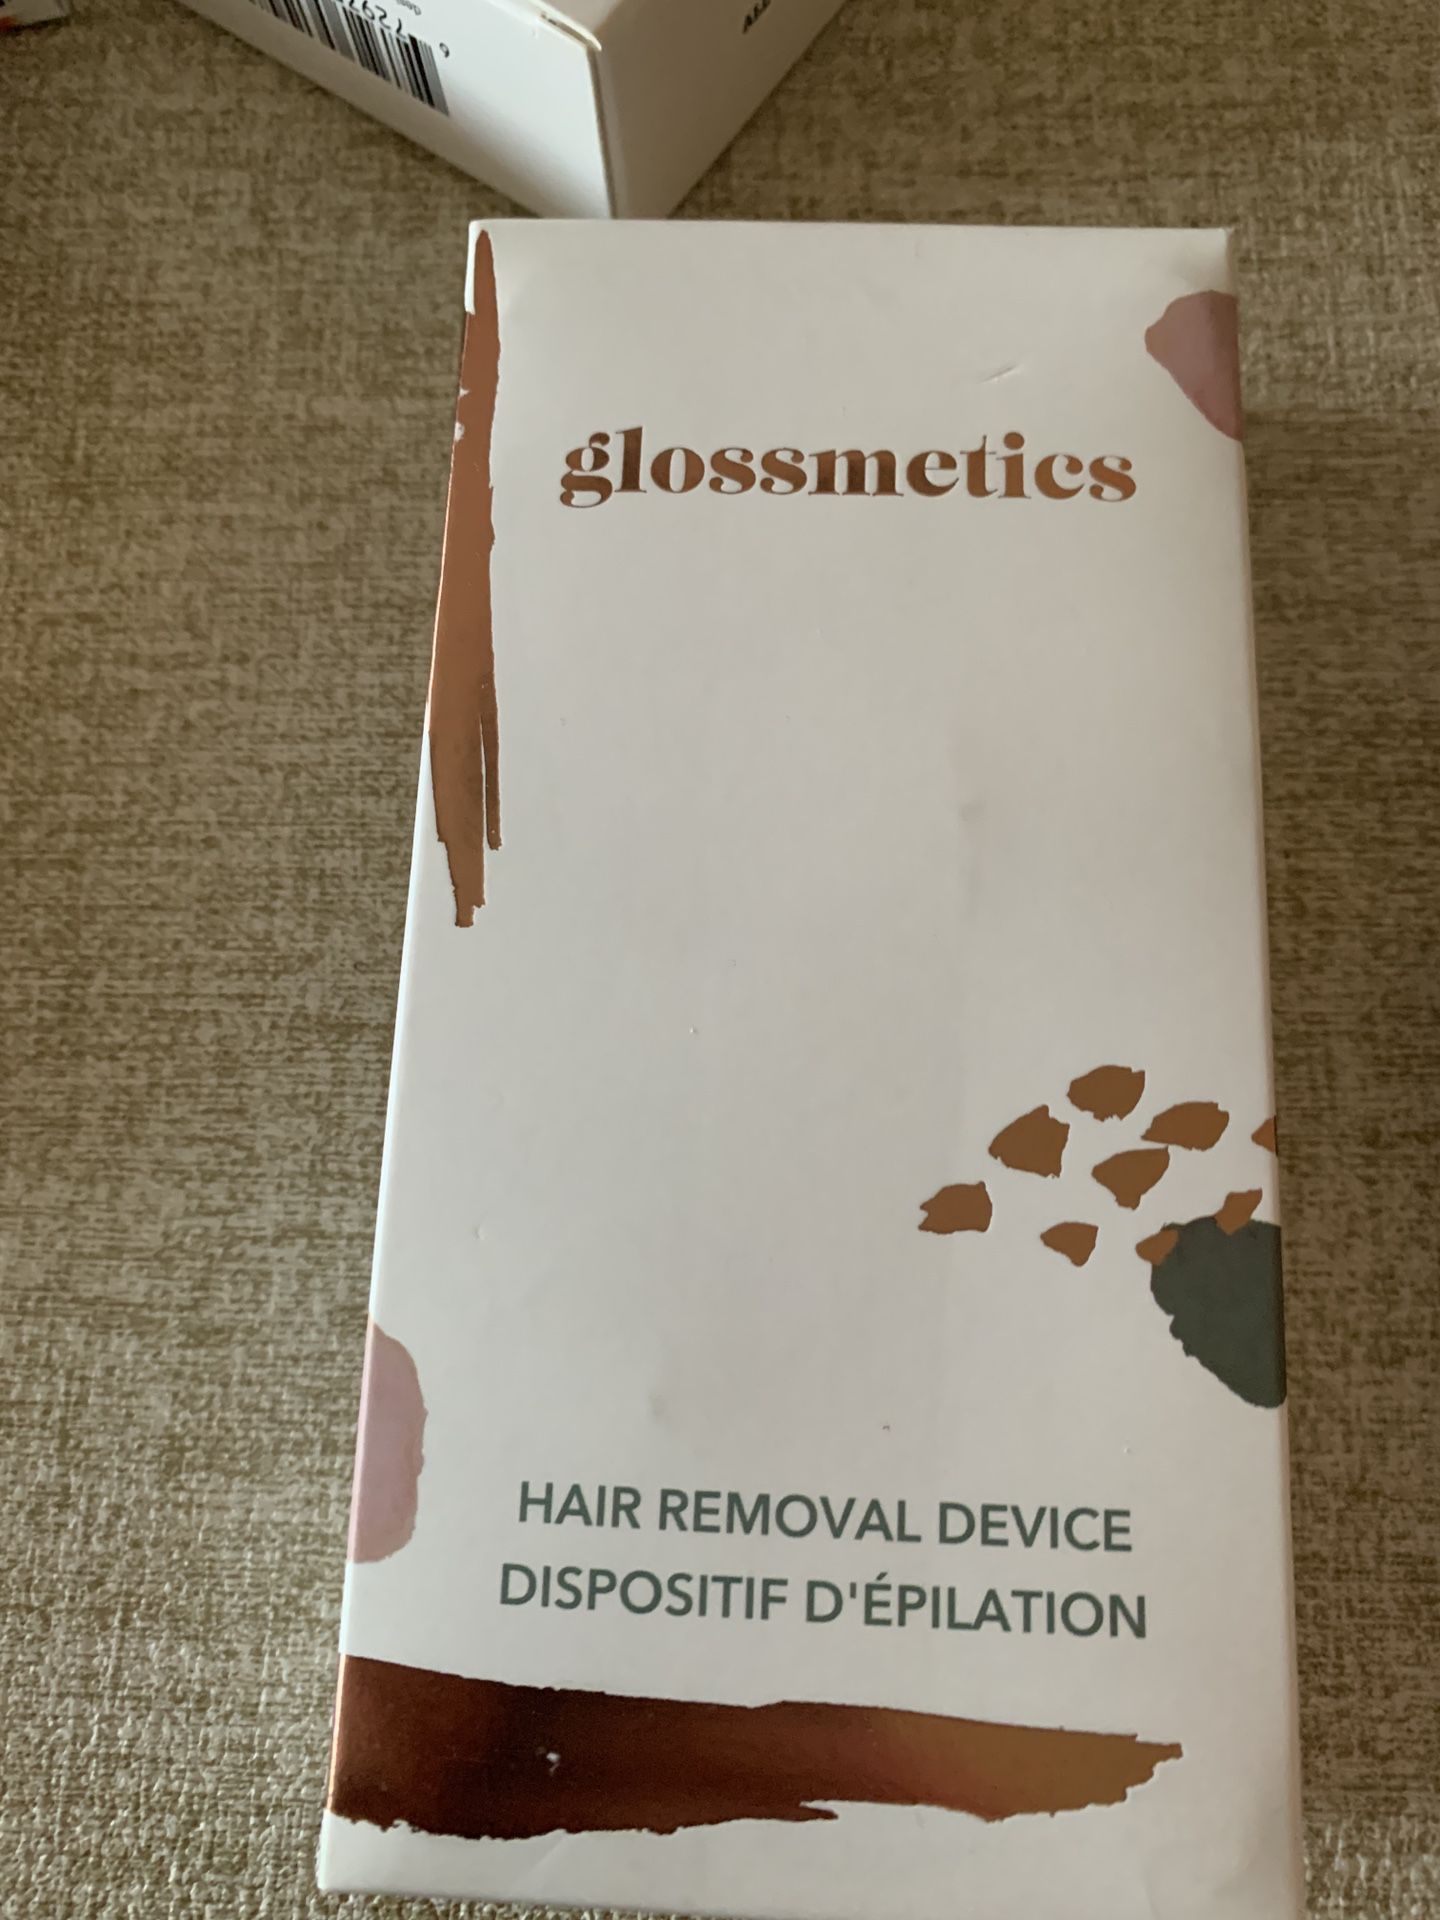 glossmetics
HAIR REMOVAL DEVICE
DISPOSITIF D'ÉPILATION